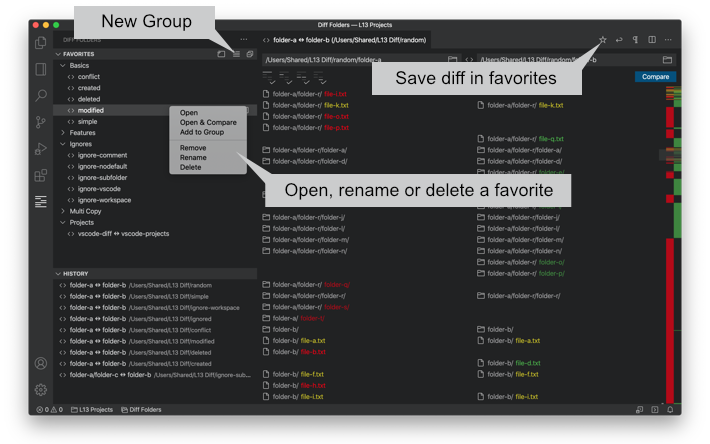 Diff Folders — L13 Projects
New Group
DIFF FOLDERS
folder-a ⇔ folder-b (/Users/Shared/L13 Diff/random)
FAVORITES
/Users/Shared/L13 Diff/random/folder-a
/Users/Shared/L13 Diff/random/folder-b
Save diff in favorites
Compare
Basics
conflict
created
deleted
modified
simple
Features
Ignores
ignore-comment
ignore-nodefault
ignore-subfolder
ignore-vscode
ignore-workspace
Multi Copy
Projects
vscode-diff ⇔ vscode-projects
Open
Open & Compare
Add to Group
Remove
Rename
Delete
Open, rename or delete a favorite
folder-a/folder-r/ file-i.txt
folder-a/folder-r/ file-k.txt folder-a/folder-r/ file-k.txt
folder-a/folder-r/ file-o.txt
folder-a/folder-r/ file-p.txt
folder-a/folder-r/ file-q.txt
folder-a/folder-r/folder-a/ folder-a/folder-r/folder-a/
folder-a/folder-r/folder-d/ folder-a/folder-r/folder-d/
folder-a/folder-r/
folder-a/folder-r/folder-j/ folder-a/folder-r/folder-j/
folder-a/folder-r/folder-l/ folder-a/folder-r/folder-l/
folder-a/folder-r/folder-m/ folder-a/folder-r/folder-m/
folder-a/folder-r/folder-n/ folder-a/folder-r/folder-n/
folder-a/folder-r/ folder-o/
folder-a/folder-r/ folder-p/
folder-a/folder-r/ folder-q/
folder-a/folder-r/folder-r/ folder-a/folder-r/folder-r/
folder-a/folder-r/
folder-a/
folder-b/ folder-b/
folder-b/ file-a.txt folder-b/ file-a.txt
folder-b/ file-b.txt
folder-b/ file-d.txt
folder-b/ file-f.txt folder-b/ file-f.txt
folder-b/ file-h.txt
folder-b/ file-i.txt folder-b/ file-i.txt
HISTORY
folder-a ⇔ folder-b /Users/Shared/L13 Diff/random
folder-a ⇔ folder-b /Users/Shared/L13 Diff/simple
folder-a ⇔ folder-b /Users/Shared/L13 Diff/ignore-workspace
folder-a ⇔ folder-b /Users/Shared/L13 Diff/ignored
folder-a ⇔ folder-b /Users/Shared/L13 Diff/conflict
folder-a ⇔ folder-b /Users/Shared/L13 Diff/modified
folder-a ⇔ folder-b /Users/Shared/L13 Diff/deleted
folder-a ⇔ folder-b /Users/Shared/L13 Diff/created
folder-a/folder-c ⇔ folder-b /Users/Shared/L13 Diff/ignore-sub...
0 0 L13 Projects Diff Folders